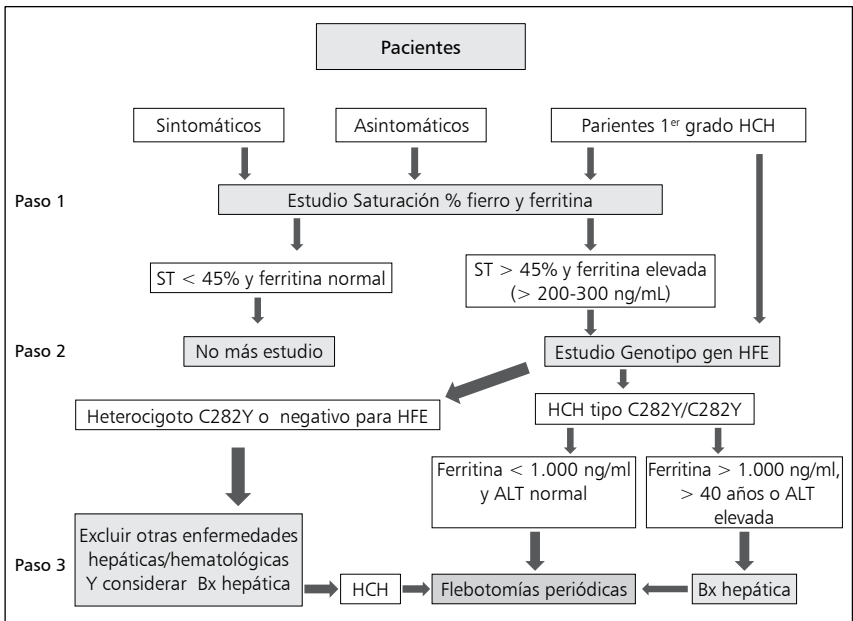 Pacientes
Sintomáticos
Asintomáticos
Parientes 1er grado HCH
Paso 1
Estudio Saturación % fierro y ferritina
ST < 45% y ferritina normal
ST > 45% y ferritina elevada
(> 200-300 ng/mL)
Paso 2
No más estudio
Estudio Genotipo gen HFE
Heterocigoto C282Y o negativo para HFE
HCH tipo C282Y/C282Y
Ferritina < 1.000 ng/ml
y ALT normal
Ferritina > 1.000 ng/ml,
> 40 años o ALT
elevada
Paso 3
Excluir otras enfermedades
hepáticas/hematológicas
Y considerar Bx hepática
HCH
Flebotomías periódicas
Bx hepática